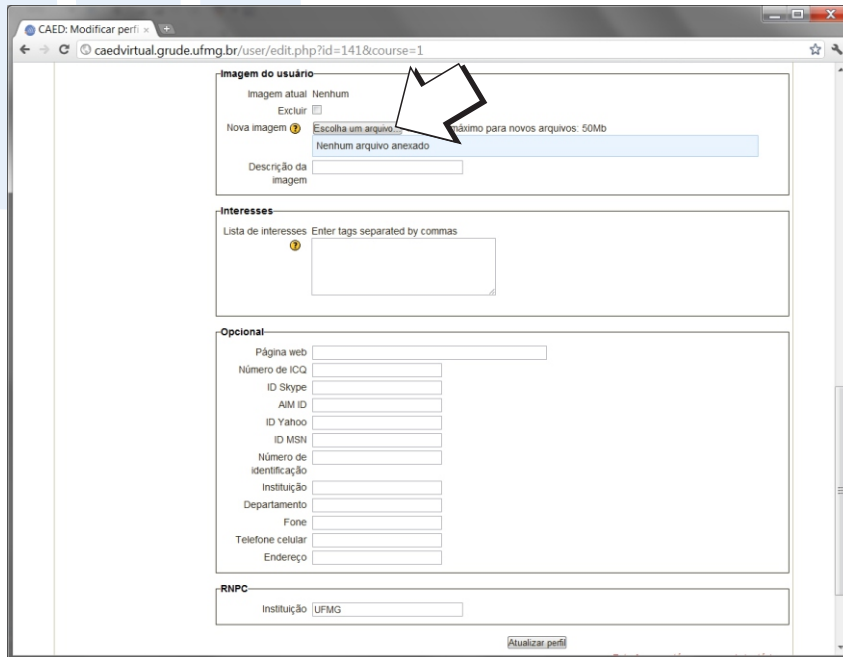 CAED: Modificar perfi
caedvirtual.grude.ufmg.br/user/edit.php?id=141&course=1
Imagem do usuário
Imagem atual Nenhum
Excluir
Nova imagem Escolha um arquivo... máximo para novos arquivos: 50Mb
Nenhum arquivo anexado
Descrição da
imagem
Interesses
Lista de interesses Enter tags separated by commas
Opcional
Página web
Número de ICQ
ID Skype
AIM ID
ID Yahoo
ID MSN
Número de
identificação
Instituição
Departamento
Fone
Telefone celular
Endereço
RNPC
Instituição UFMG
Atualizar perfil